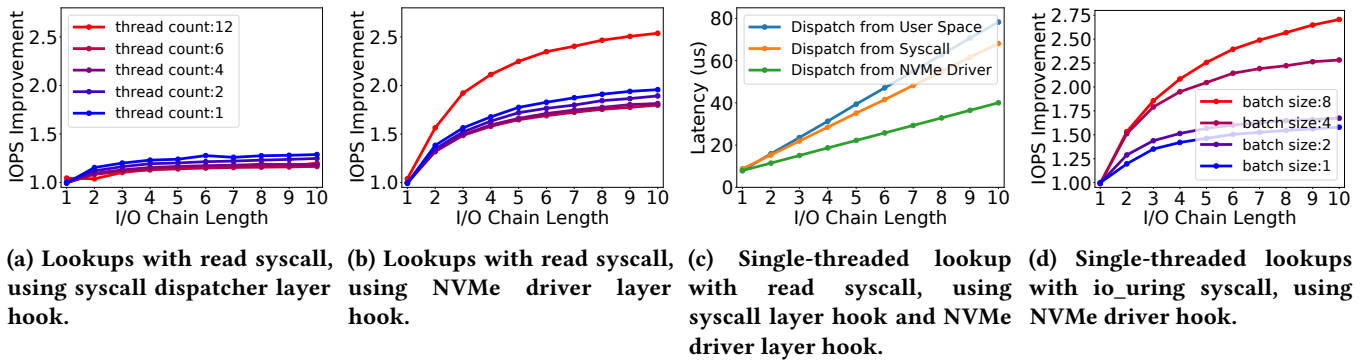 IOPS Improvement
2.5
2.0
1.5
1.0
thread count:12
thread count:6
thread count:4
thread count:2
thread count:1
1 2 3 4 5 6 7 8 9 10
I/O Chain Length
(a) Lookups with read syscall,
using syscall dispatcher layer
hook.
IOPS Improvement
2.5
2.0
1.5
1.0
1 2 3 4 5 6 7 8 9 10
I/O Chain Length
(b) Lookups with read syscall,
using NVMe driver layer
hook.
Latency (us)
80
60
40
20
0
Dispatch from User Space
Dispatch from Syscall
Dispatch from NVMe Driver
1 2 3 4 5 6 7 8 9 10
I/O Chain Length
(c) Single-threaded lookup
with read syscall, using
syscall layer hook and NVMe
driver layer hook.
IOPS Improvement
2.75
2.50
2.25
2.00
1.75
1.50
1.25
1.00
batch size:8
batch size:4
batch size:2
batch size:1
1 2 3 4 5 6 7 8 9 10
I/O Chain Length
(d) Single-threaded lookups
with io_uring syscall, using
NVMe driver hook.